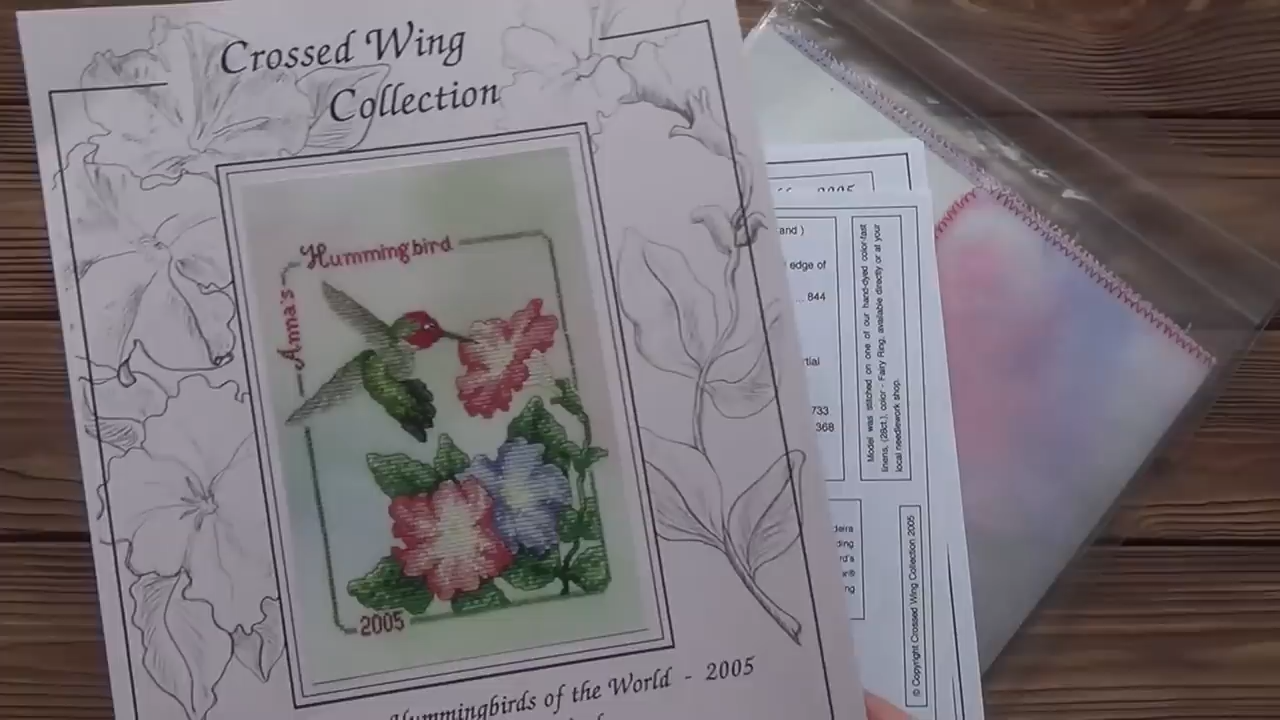 Crossed Wing
Collection
Hummingbird
Anna's
2005
Hummingbirds of the World - 2005
2005
and )
edge of
... 844
733
368
Model was stitched on one of our hand-dyed color-fast
linens, (28ct.), color - Fairy Ring, available directly or at your
local needlework shop.
© Copyright Crossed Wing Collection 2005